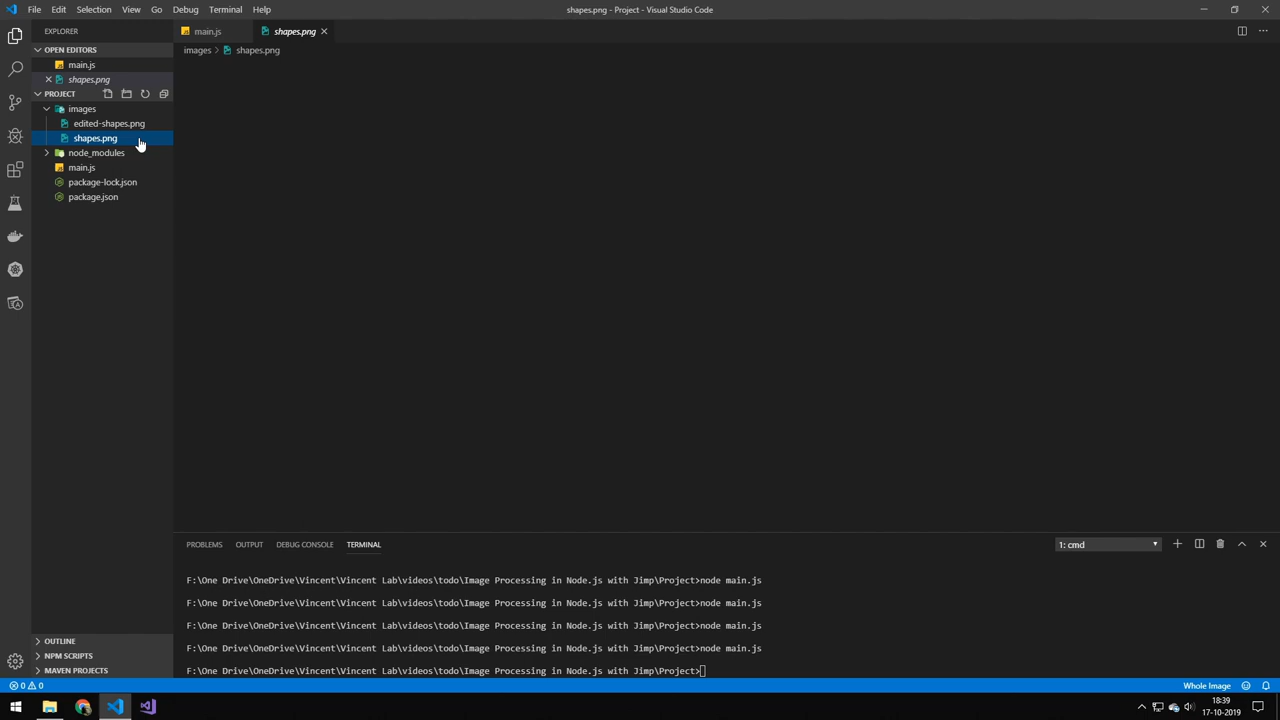 File Edit Selection View Go Debug Terminal Help
shapes.png - Project - Visual Studio Code
EXPLORER
main.js
shapes.png
OPEN EDITORS
images > shapes.png
main.js
shapes.png
PROJECT
images
edited-shapes.png
shapes.png
node_modules
main.js
package-lock.json
package.json
PROBLEMS OUTPUT DEBUG CONSOLE TERMINAL
1: cmd
F:\One Drive\OneDrive\Vincent\Vincent Lab\videos\todo\Image Processing in Node.js with Jimp\Project>node main.js
F:\One Drive\OneDrive\Vincent\Vincent Lab\videos\todo\Image Processing in Node.js with Jimp\Project>node main.js
F:\One Drive\OneDrive\Vincent\Vincent Lab\videos\todo\Image Processing in Node.js with Jimp\Project>node main.js
F:\One Drive\OneDrive\Vincent\Vincent Lab\videos\todo\Image Processing in Node.js with Jimp\Project>node main.js
F:\One Drive\OneDrive\Vincent\Vincent Lab\videos\todo\Image Processing in Node.js with Jimp\Project>
OUTLINE
NPM SCRIPTS
MAVEN PROJECTS
0 0
Whole Image
18:39
17-10-2019